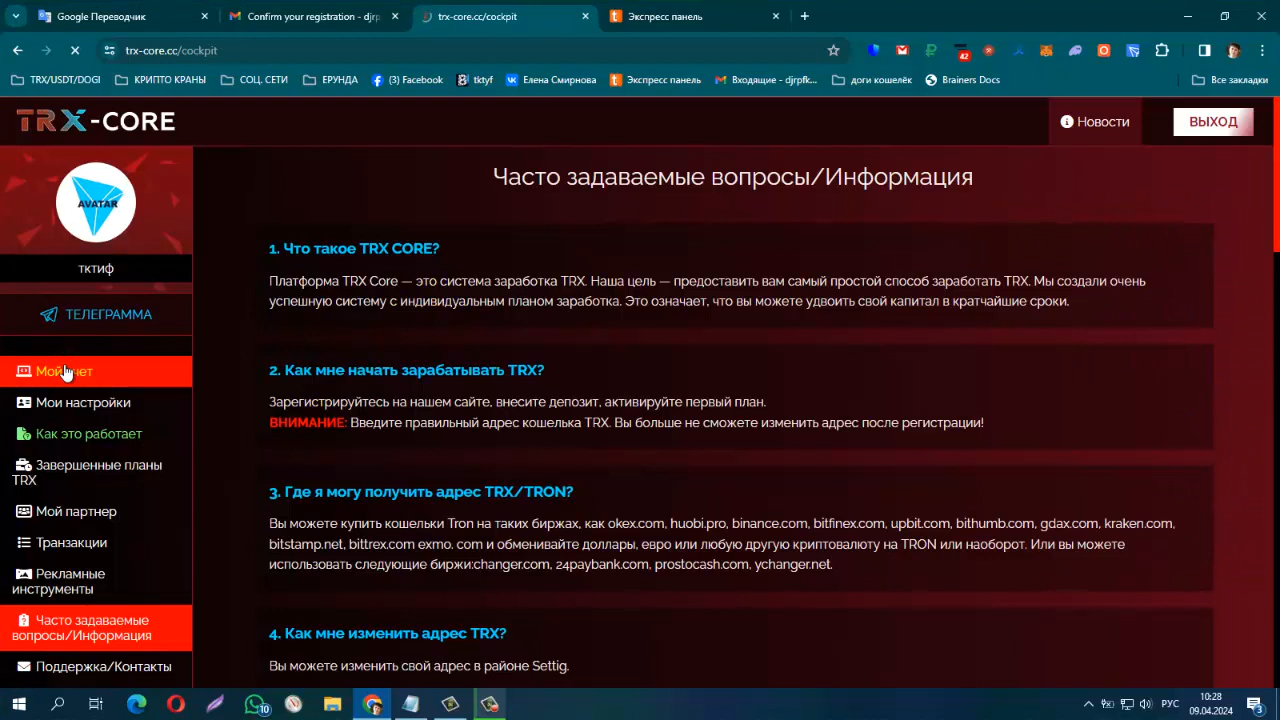 Google Переводчик
Confirm your registration - djrp
trx-core.cc/cockpit
Экспресс панель
trx-core.cc/cockpit
42
TRX/USDT/DOGI
КРИПТО КРАНЫ
СОЦ. СЕТИ
ЕРУНДА
(3) Facebook
tktyf
Елена Смирнова
Экспресс панель
Входящие - djrpfk...
доги кошелёк
Brainers Docs
Все закладки
TRX-CORE
Новости
ВЫХОД
AVATAR
тктиф
ТЕЛЕГРАММА
Мой счет
Мои настройки
Как это работает
Завершенные планы
TRX
Мой партнер
Транзакции
Рекламные
инструменты
Часто задаваемые
вопросы/Информация
Поддержка/Контакты
Часто задаваемые вопросы/Информация
1. Что такое TRX CORE?
Платформа TRX Core — это система заработка TRX. Наша цель — предоставить вам самый простой способ заработать TRX. Мы создали очень
успешную систему с индивидуальным планом заработка. Это означает, что вы можете удвоить свой капитал в кратчайшие сроки.
2. Как мне начать зарабатывать TRX?
Зарегистрируйтесь на нашем сайте, внесите депозит, активируйте первый план.
ВНИМАНИЕ: Введите правильный адрес кошелька TRX. Вы больше не сможете изменить адрес после регистрации!
3. Где я могу получить адрес TRX/TRON?
Вы можете купить кошельки Tron на таких биржах, как okex.com, huobi.pro, binance.com, bitfinex.com, upbit.com, bithumb.com, gdax.com, kraken.com,
bitstamp.net, bittrex.com exmo. com и обменивайте доллары, евро или любую другую криптовалюту на TRON или наоборот. Или вы можете
использовать следующие биржи:changer.com, 24paybank.com, prostocash.com, ychanger.net.
4. Как мне изменить адрес TRX?
Вы можете изменить свой адрес в районе Settig.
10
РУС
10:28
09.04.2024
3